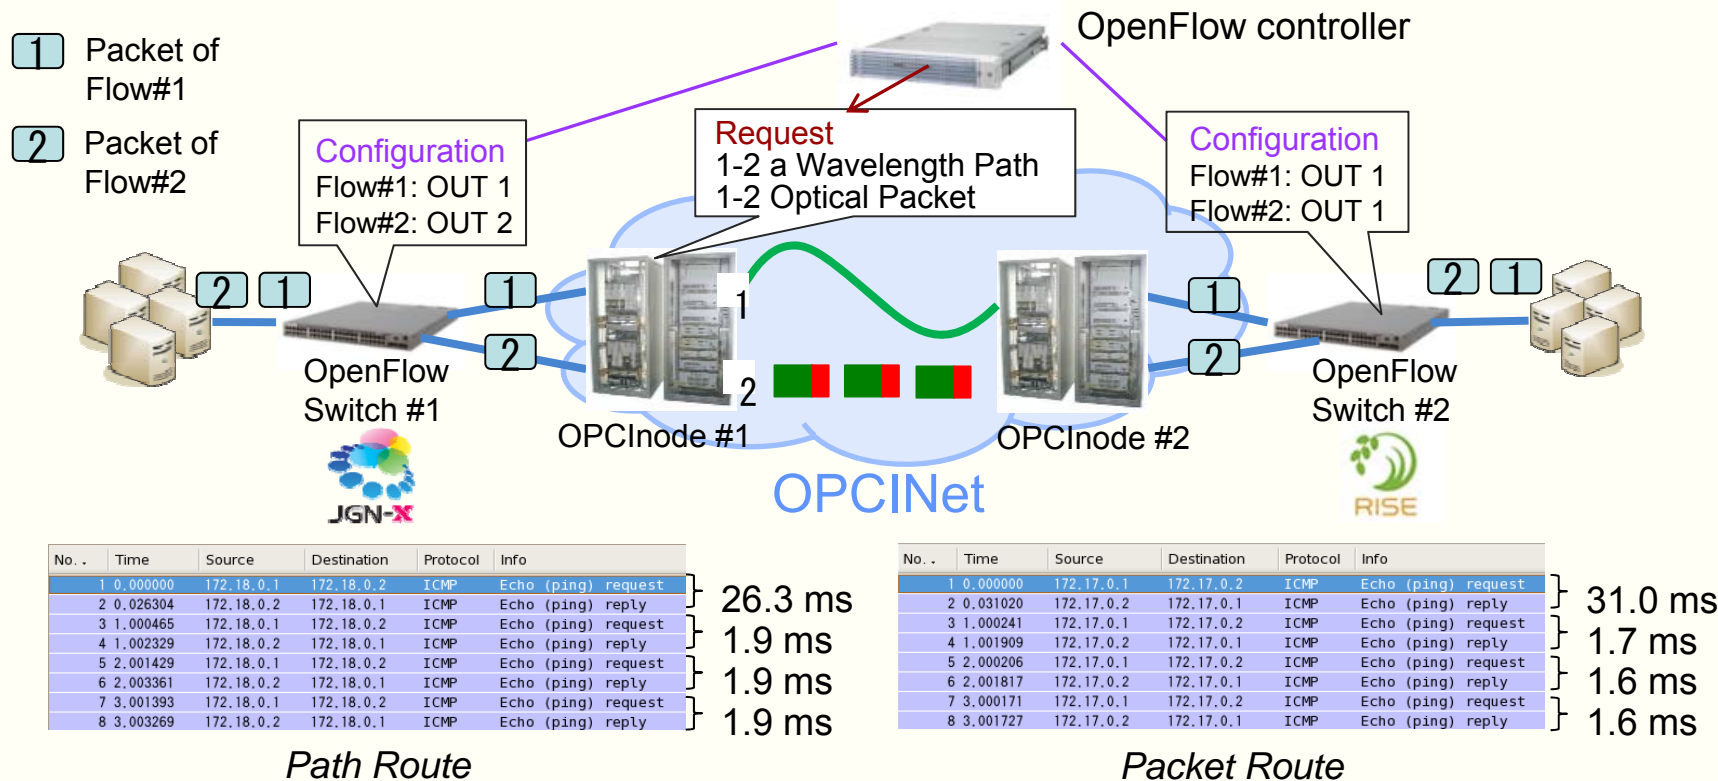 OpenFlow controller
1 Packet of
Flow#1
2 Packet of
Flow#2
Configuration
Flow#1: OUT 1
Flow#2: OUT 2
Request
1-2 a Wavelength Path
1-2 Optical Packet
Configuration
Flow#1: OUT 1
Flow#2: OUT 1
2 1
1
2
1
2
1
2
2 1
OpenFlow
Switch #1
OPCInode #1
OPCInode #2
OpenFlow
Switch #2
JGN-X
OPCINet
RISE
No. . Time Source Destination Protocol Info
1 0.000000 172.18.0.1 172.18.0.2 ICMP Echo (ping) request
2 0.026304 172.18.0.2 172.18.0.1 ICMP Echo (ping) reply
3 1.000465 172.18.0.1 172.18.0.2 ICMP Echo (ping) request
4 1.002329 172.18.0.2 172.18.0.1 ICMP Echo (ping) reply
5 2.001429 172.18.0.1 172.18.0.2 ICMP Echo (ping) request
6 2.003361 172.18.0.2 172.18.0.1 ICMP Echo (ping) reply
7 3.001393 172.18.0.1 172.18.0.2 ICMP Echo (ping) request
8 3.003269 172.18.0.2 172.18.0.1 ICMP Echo (ping) reply
26.3 ms
1.9 ms
1.9 ms
1.9 ms
Path Route
No. . Time Source Destination Protocol Info
1 0.000000 172.17.0.1 172.17.0.2 ICMP Echo (ping) request
2 0.031020 172.17.0.2 172.17.0.1 ICMP Echo (ping) reply
3 1.000241 172.17.0.1 172.17.0.2 ICMP Echo (ping) request
4 1.001909 172.17.0.2 172.17.0.1 ICMP Echo (ping) reply
5 2.000206 172.17.0.1 172.17.0.2 ICMP Echo (ping) request
6 2.001817 172.17.0.2 172.17.0.1 ICMP Echo (ping) reply
7 3.000171 172.17.0.1 172.17.0.2 ICMP Echo (ping) request
8 3.001727 172.17.0.2 172.17.0.1 ICMP Echo (ping) reply
31.0 ms
1.7 ms
1.6 ms
1.6 ms
Packet Route